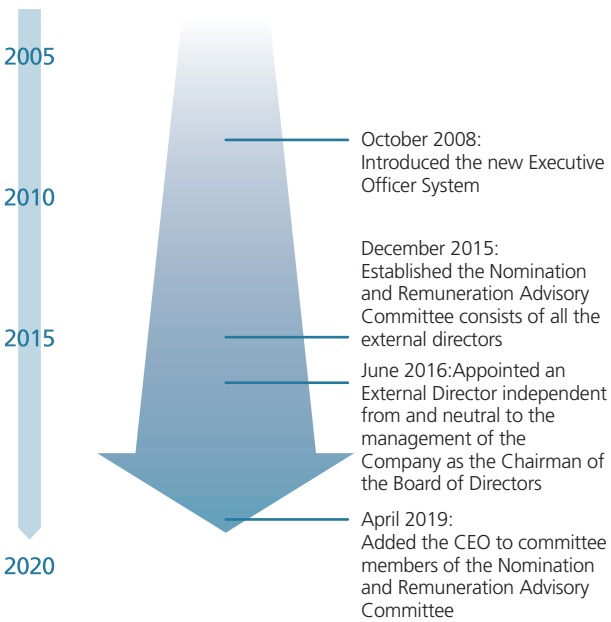 2005
October 2008:
Introduced the new Executive
Officer System
2010
December 2015:
Established the Nomination
and Remuneration Advisory
Committee consists of all the
external directors
2015
June 2016:Appointed an
External Director independent
from and neutral to the
management of the
Company as the Chairman of
the Board of Directors
April 2019:
Added the CEO to committee
members of the Nomination
and Remuneration Advisory
Committee
2020